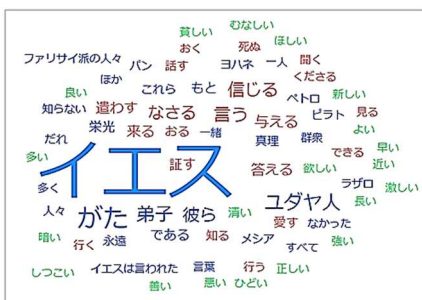 貧しい むなしい
おく 死ぬ ほしい
ファリサイ派の人々 パン 話す ヨハネ 一人 聞く
ほか これら もと 信じる くださる
良い なさる 言う ペトロ 新しい
知らない 遣わす 与える ピラト 見る
栄光 来る おる 一緒 真理 群衆 よい
だれ できる 早い
多い イエス 証す 答える 欲しい 近い
多く ラザロ 激しい
人々 がた 弟子 彼ら 清い ユダヤ人 長い
愛す なかった
暗い 行く 永遠 である 知る メシア すべて 強い
しつこい イエスは言われた 言葉 行う 正しい
善い 悪い ひどい